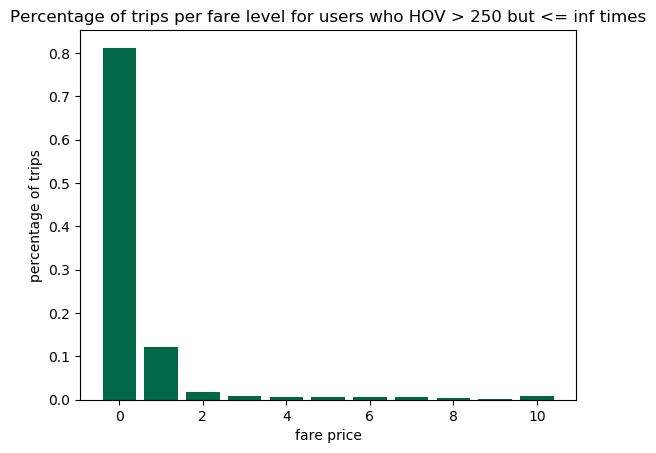 Percentage of trips per fare level for users who HOV > 250 but <= inf times
percentage of trips
0.8
0.7
0.6
0.5
0.4
0.3
0.2
0.1
0.0
0 2 4 6 8 10
fare price